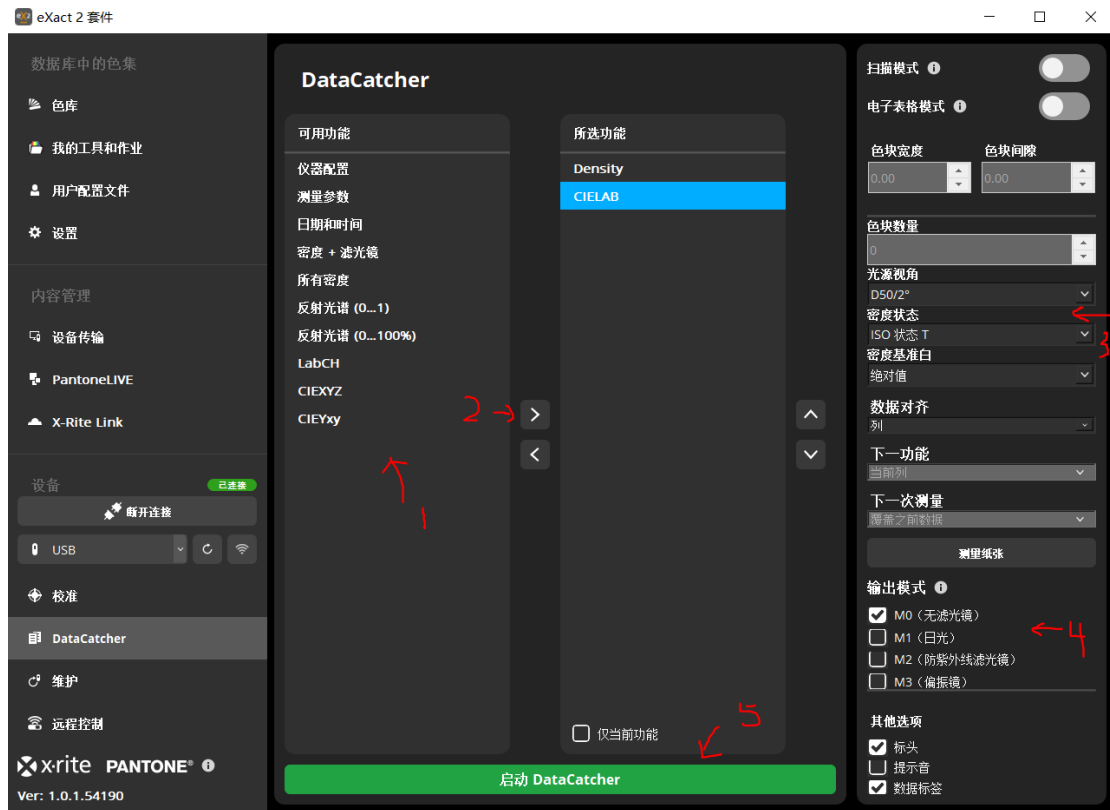 eXact 2 套件
数据库中的色集
色库
我的工具和作业
用户配置文件
设置
内容管理
设备传输
PantoneLIVE
X-Rite Link
设备
已连接
断开连接
USB
校准
DataCatcher
维护
远程控制
x·rite PANTONE®
Ver: 1.0.1.54190
DataCatcher
可用功能
仪器配置
测量参数
日期和时间
密度 + 滤光镜
所有密度
反射光谱 (0...1)
反射光谱 (0...100%)
LabCH
CIEXYZ
CIEYxy
1
2
所选功能
Density
CIELAB
仅当前功能
5
启动 DataCatcher
扫描模式
电子表格模式
色块宽度 色块间隙
0.00 0.00
色块数量
0
光源视角
D50/2°
密度状态
ISO 状态 T
3
密度基准白
绝对值
数据对齐
列
下一功能
当前列
下一次测量
覆盖之前数据
测量纸张
输出模式
M0（无滤光镜）
M1（日光）
4
M2（防紫外线滤光镜）
M3（偏振镜）
其他选项
标头
提示音
数据标签